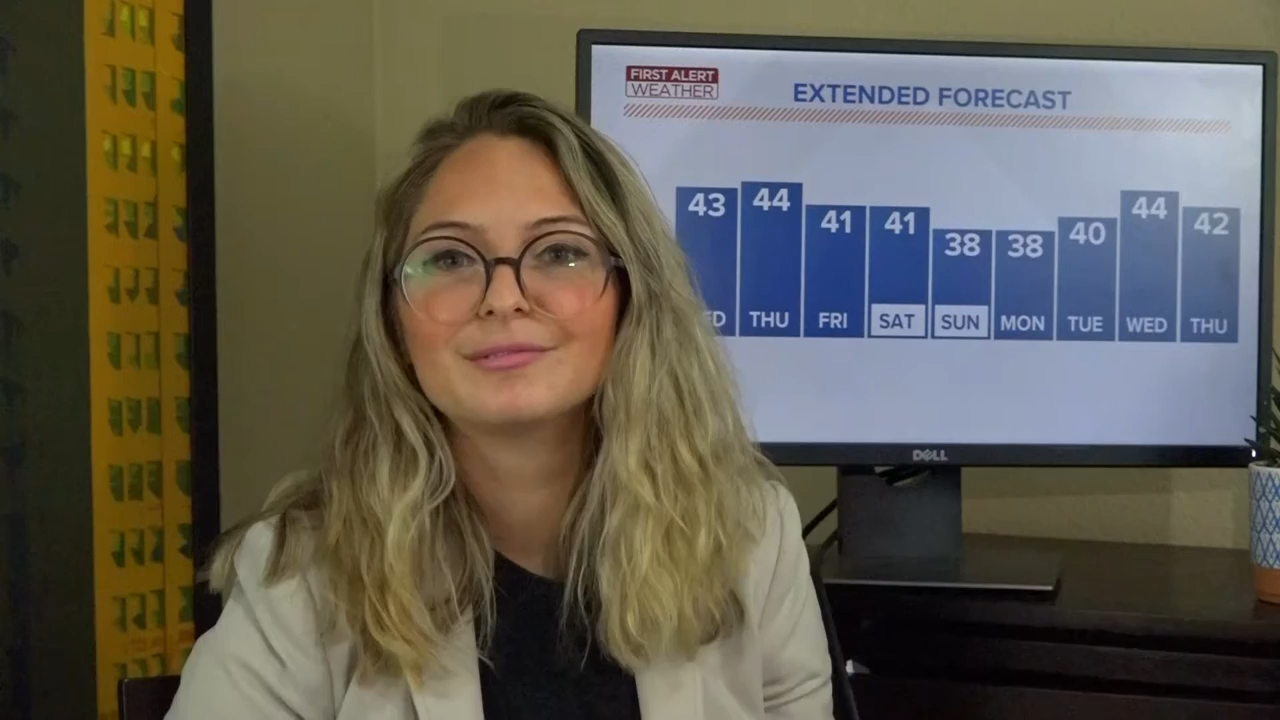 FIRST ALERT
WEATHER
EXTENDED FORECAST
43 44 41 41 38 38 40 44 42
THU FRI SAT SUN MON TUE WED THU
DELL